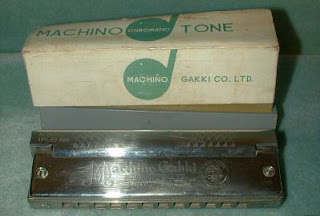 MACHINO CHROMATIC TONE
MACHINO GAKKI CO. LTD.
Machino Gakki